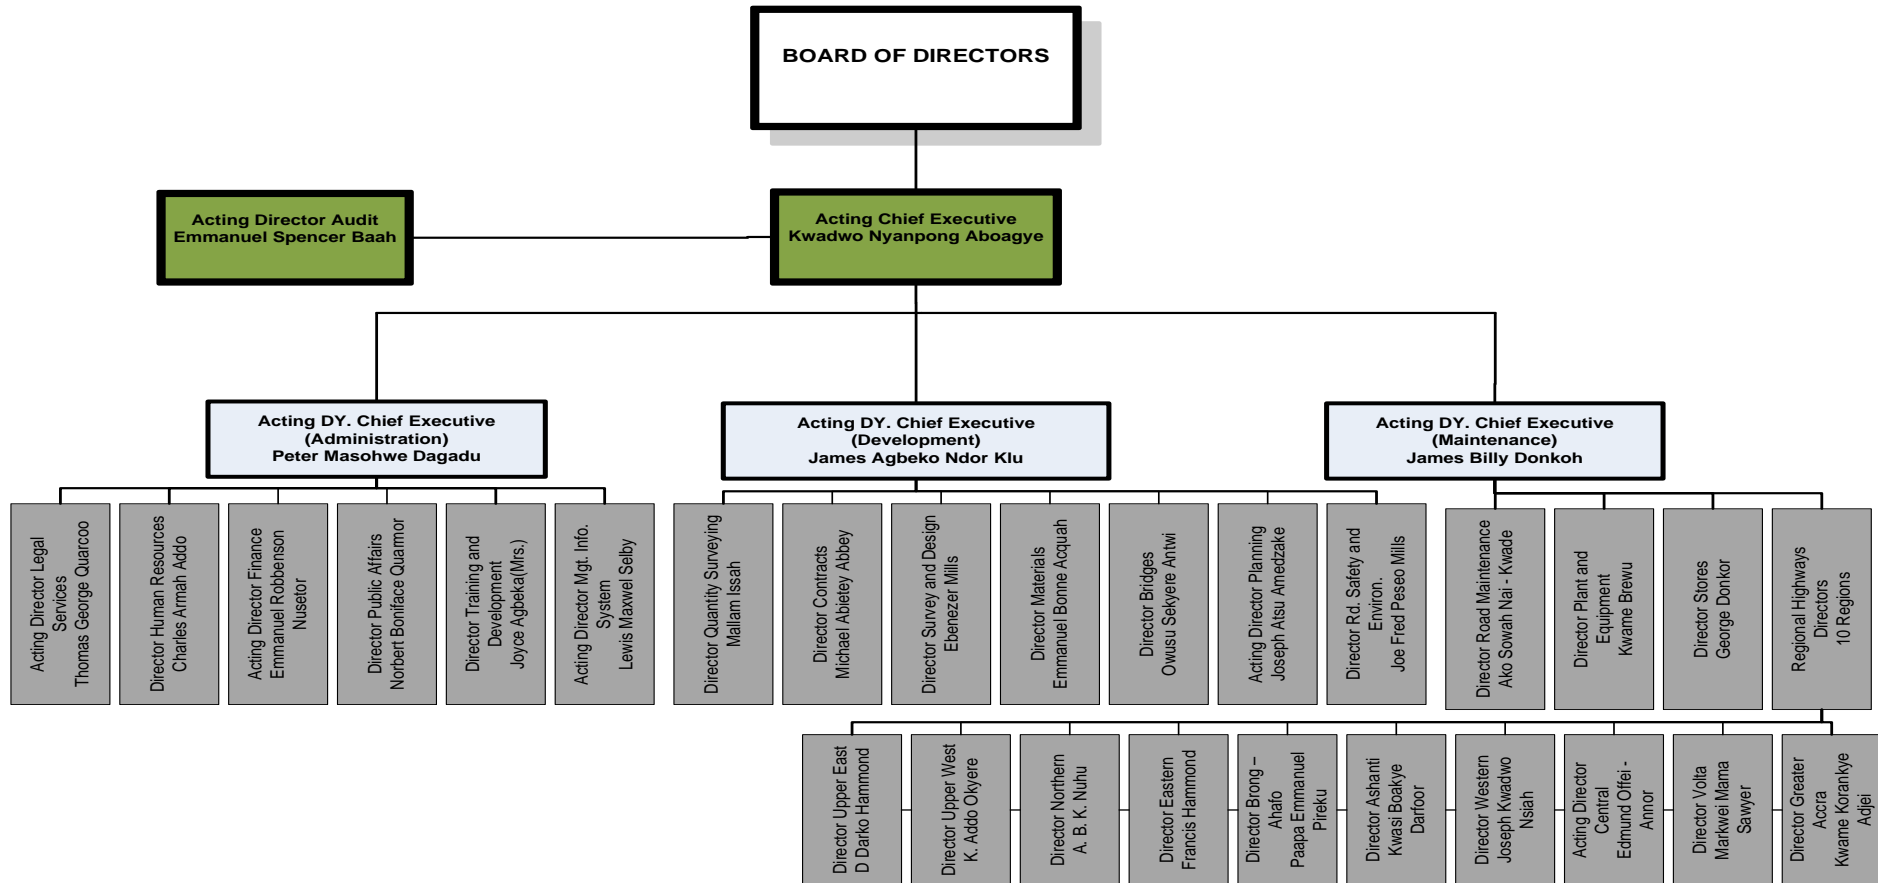 BOARD OF DIRECTORS
Acting Director Audit
Emmanuel Spencer Baah
Acting Chief Executive
Kwadwo Nyanpong Aboagye
Acting DY. Chief Executive
(Administration)
Peter Masohwe Dagadu
Acting DY. Chief Executive
(Development)
James Agbeko Ndor Klu
Acting DY. Chief Executive
(Maintenance)
James Billy Donkoh
Acting Director Legal
Services
Thomas George Quarcoo
Director Human Resources
Charles Armah Addo
Acting Director Finance
Emmanuel Robbenson
Nusetor
Director Public Affairs
Norbert Boniface Quarmor
Director Training and
Development
Joyce Agbeka(Mrs.)
Acting Director Mgt. Info.
System
Lewis Maxwel Selby
Director Quantity Surveying
Mallam Issah
Director Contracts
Michael Abietey Abbey
Director Survey and Design
Ebenezer Mills
Director Materials
Emmanuel Bonne Acquah
Director Bridges
Owusu Sekyere Antwi
Acting Director Planning
Joseph Atsu Amedzake
Director Rd. Safety and
Environ.
Joe Fred Peseo Mills
Director Road Maintenance
Ako Sowah Nai - Kwade
Director Plant and
Equipment
Kwame Brewu
Director Stores
George Donkor
Regional Highways
Directors
10 Regions
Director Upper East
D Darko Hammond
Director Upper West
K. Addo Okyere
Director Northern
A. B. K. Nuhu
Director Eastern
Francis Hammond
Director Brong –
Ahafo
Paapa Emmanuel
Pireku
Director Ashanti
Kwasi Boakye
Darfoor
Director Western
Joseph Kwadwo
Nsiah
Acting Director
Central
Edmund Offei -
Annor
Director Volta
Markwei Mama
Sawyer
Director Greater
Accra
Kwame Korankye
Adjei